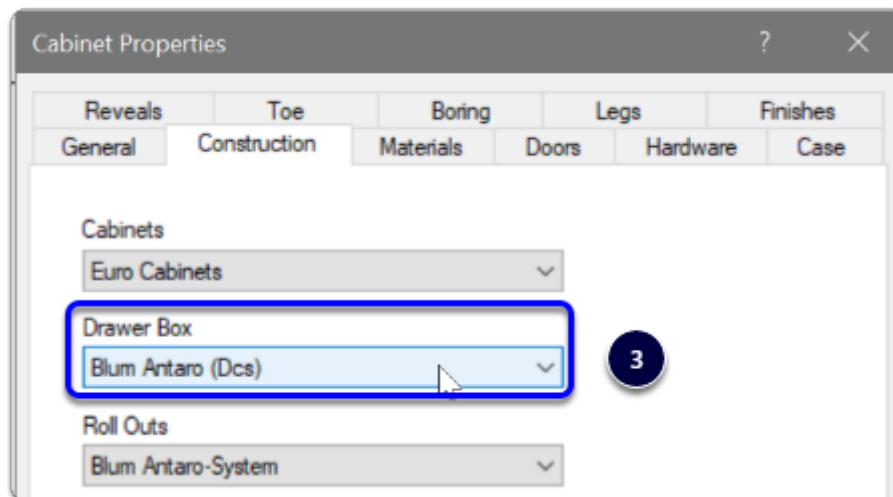 Cabinet Properties ?
Reveals Toe Boring Legs Finishes
General Construction Materials Doors Hardware Case
Cabinets
Euro Cabinets
Drawer Box
Blum Antaro (Dcs)
3
Roll Outs
Blum Antaro-System